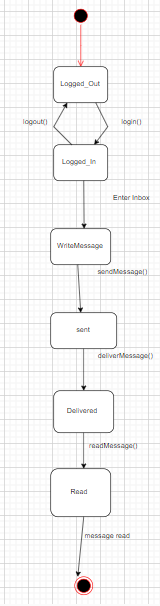 Logged_Out
logout()
login()
Logged_In
Enter Inbox
WriteMessage
sendMessage()
sent
deliverMessage()
Delivered
readMessage()
Read
message read